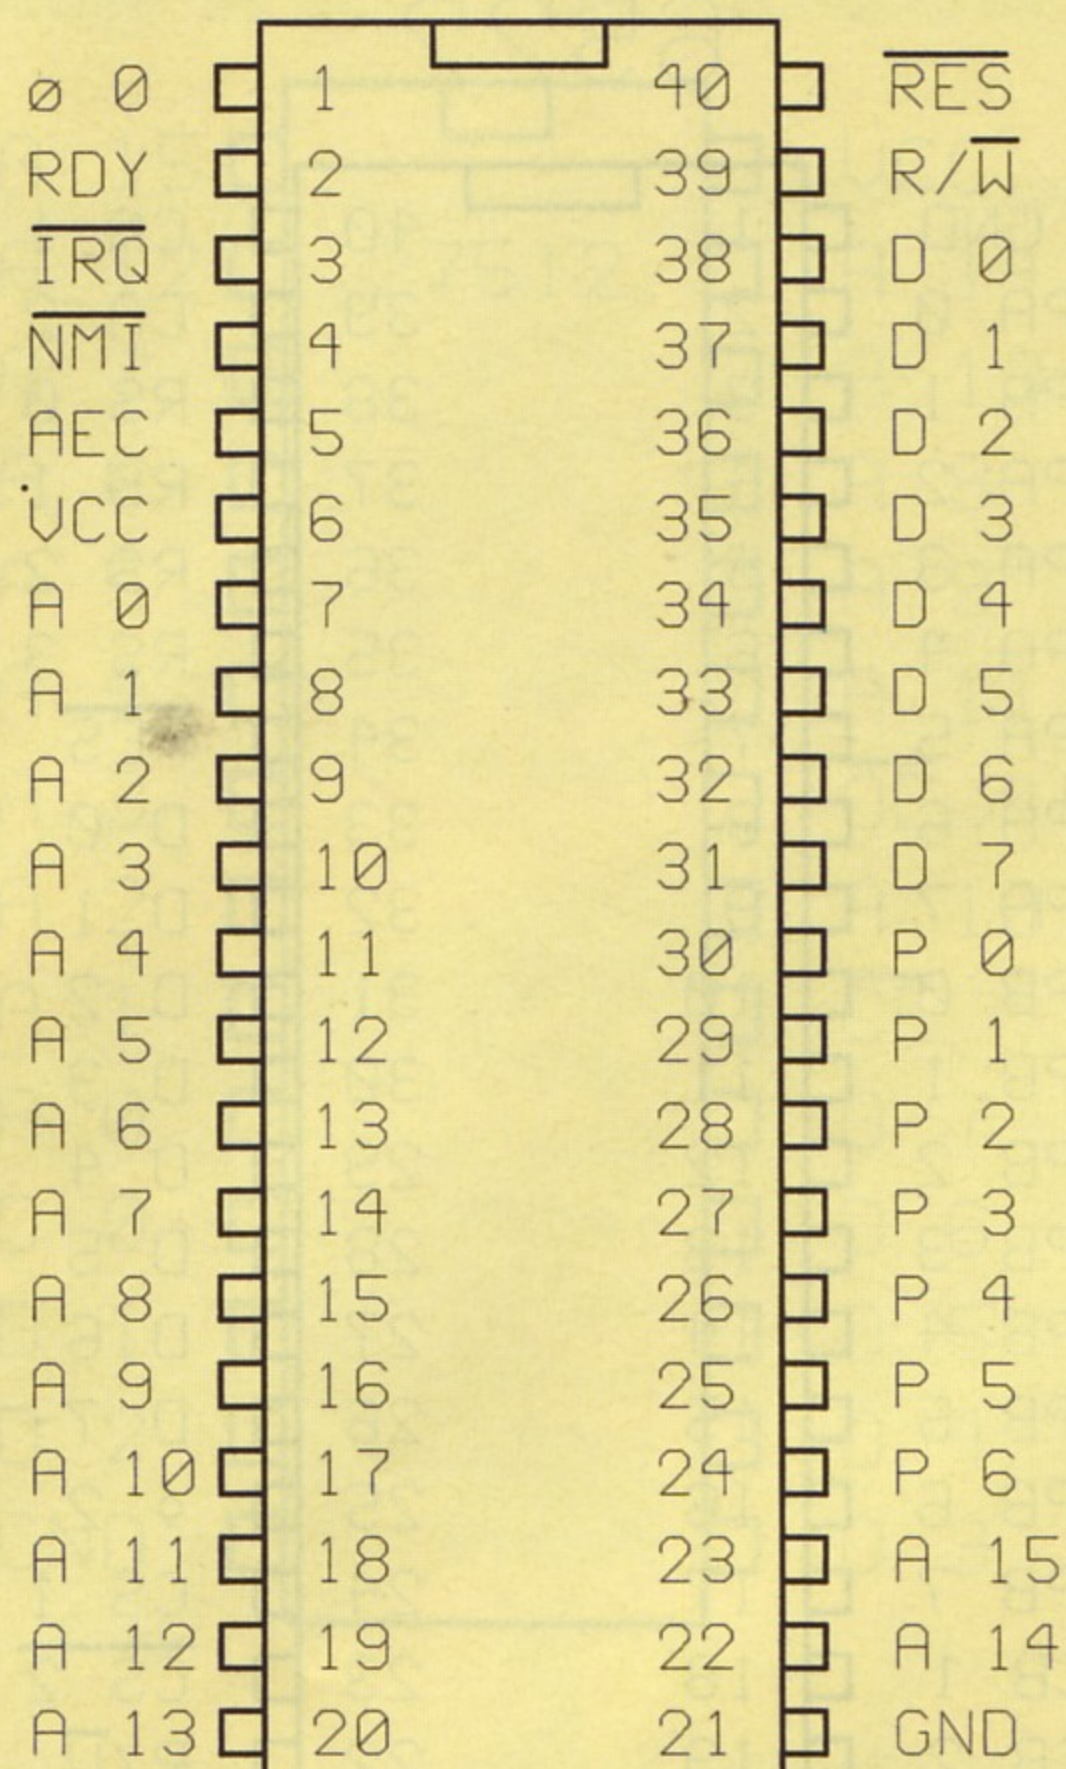 ø 0 1 40 R̅E̅S̅
RDY 2 39 R/W̅
I̅R̅Q̅ 3 38 D 0
N̅M̅I̅ 4 37 D 1
AEC 5 36 D 2
VCC 6 35 D 3
A 0 7 34 D 4
A 1 8 33 D 5
A 2 9 32 D 6
A 3 10 31 D 7
A 4 11 30 P 0
A 5 12 29 P 1
A 6 13 28 P 2
A 7 14 27 P 3
A 8 15 26 P 4
A 9 16 25 P 5
A 10 17 24 P 6
A 11 18 23 A 15
A 12 19 22 A 14
A 13 20 21 GND